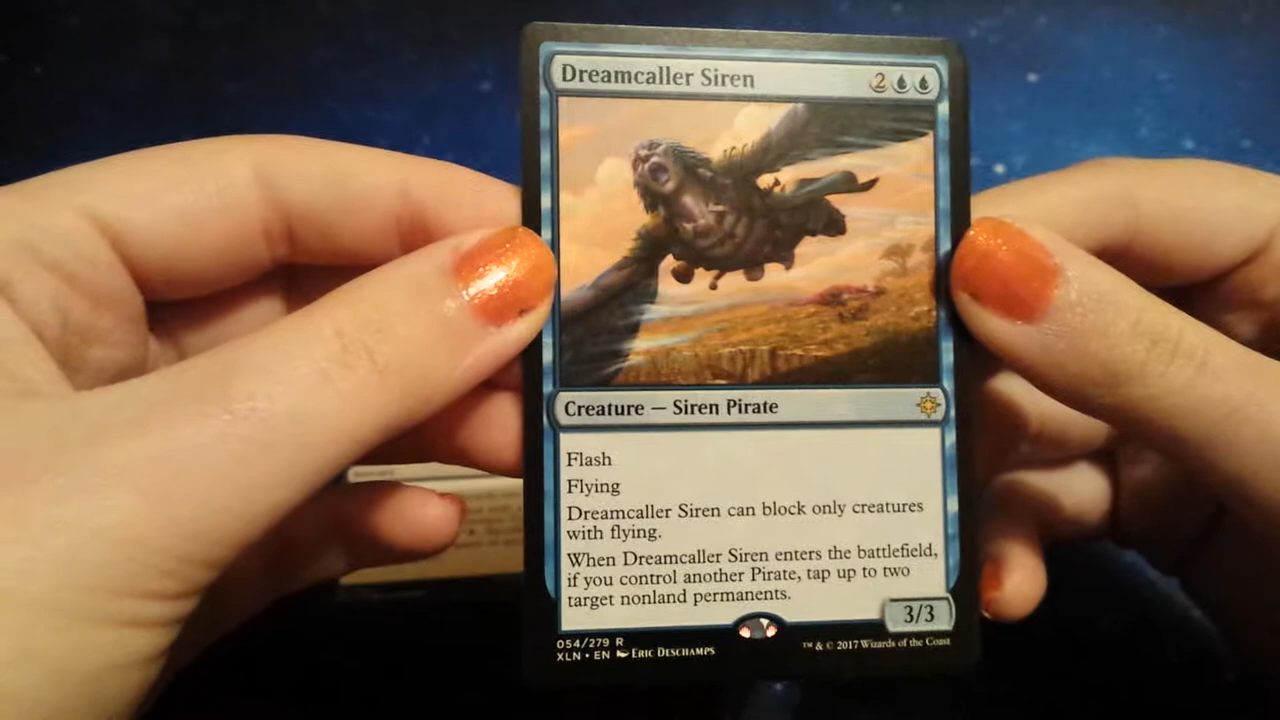 Dreamcaller Siren 2
Creature — Siren Pirate
Flash
Flying
Dreamcaller Siren can block only creatures
with flying.
When Dreamcaller Siren enters the battlefield,
if you control another Pirate, tap up to two
target nonland permanents.
3/3
054/279 R
XLN • EN Eric Deschamps
™ & © 2017 Wizards of the Coast